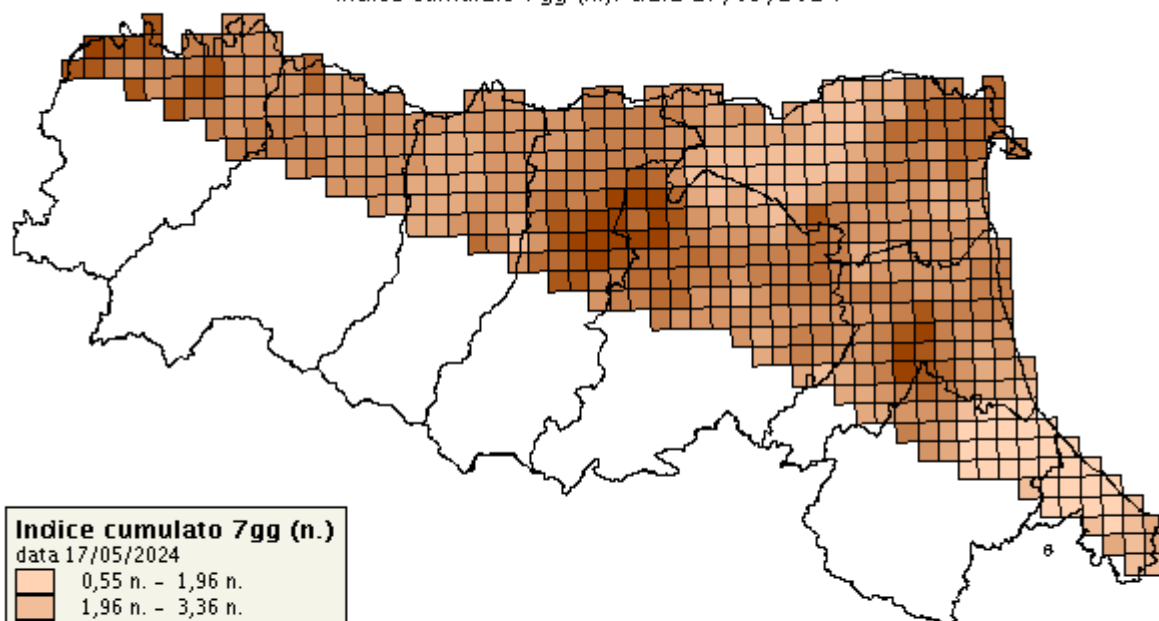 Indice cumulato 7gg (n.)
data 17/05/2024
0,55 n. - 1,96 n.
1,96 n. - 3,36 n.